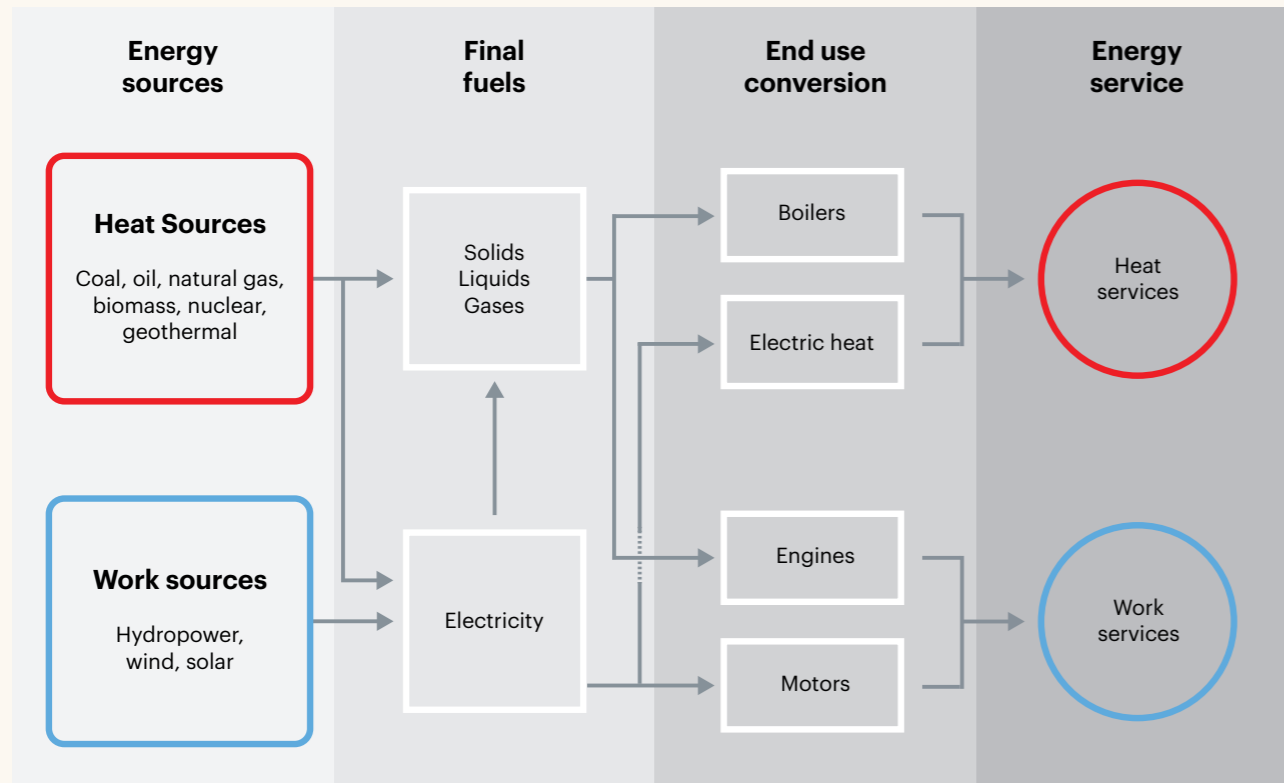 Energy
sources
Final
fuels
End use
conversion
Energy
service
Heat Sources
Coal, oil, natural gas,
biomass, nuclear,
geothermal
Solids
Liquids
Gases
Boilers
Electric heat
Heat
services
Work sources
Hydropower,
wind, solar
Electricity
Engines
Motors
Work
services